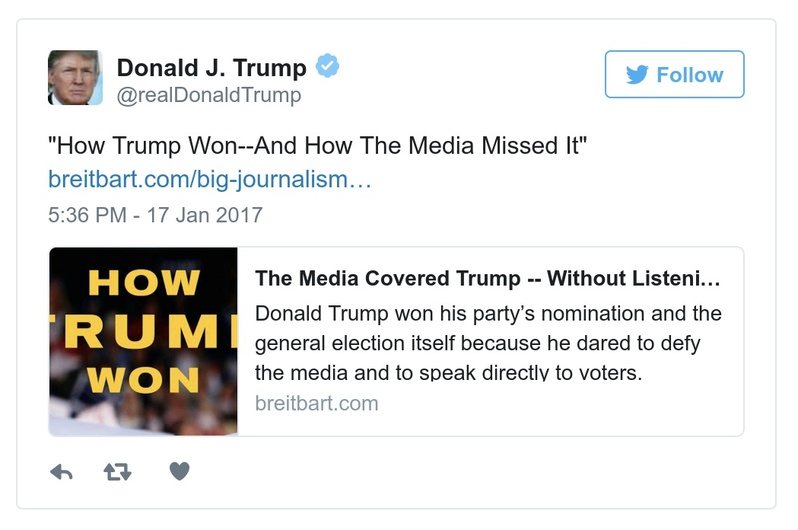 Donald J. Trump
@realDonaldTrump
Follow
"How Trump Won--And How The Media Missed It"
breitbart.com/big-journalism…
5:36 PM - 17 Jan 2017
HOW
TRUMP
WON
The Media Covered Trump -- Without Listeni…
Donald Trump won his party’s nomination and the
general election itself because he dared to defy
the media and to speak directly to voters.
breitbart.com